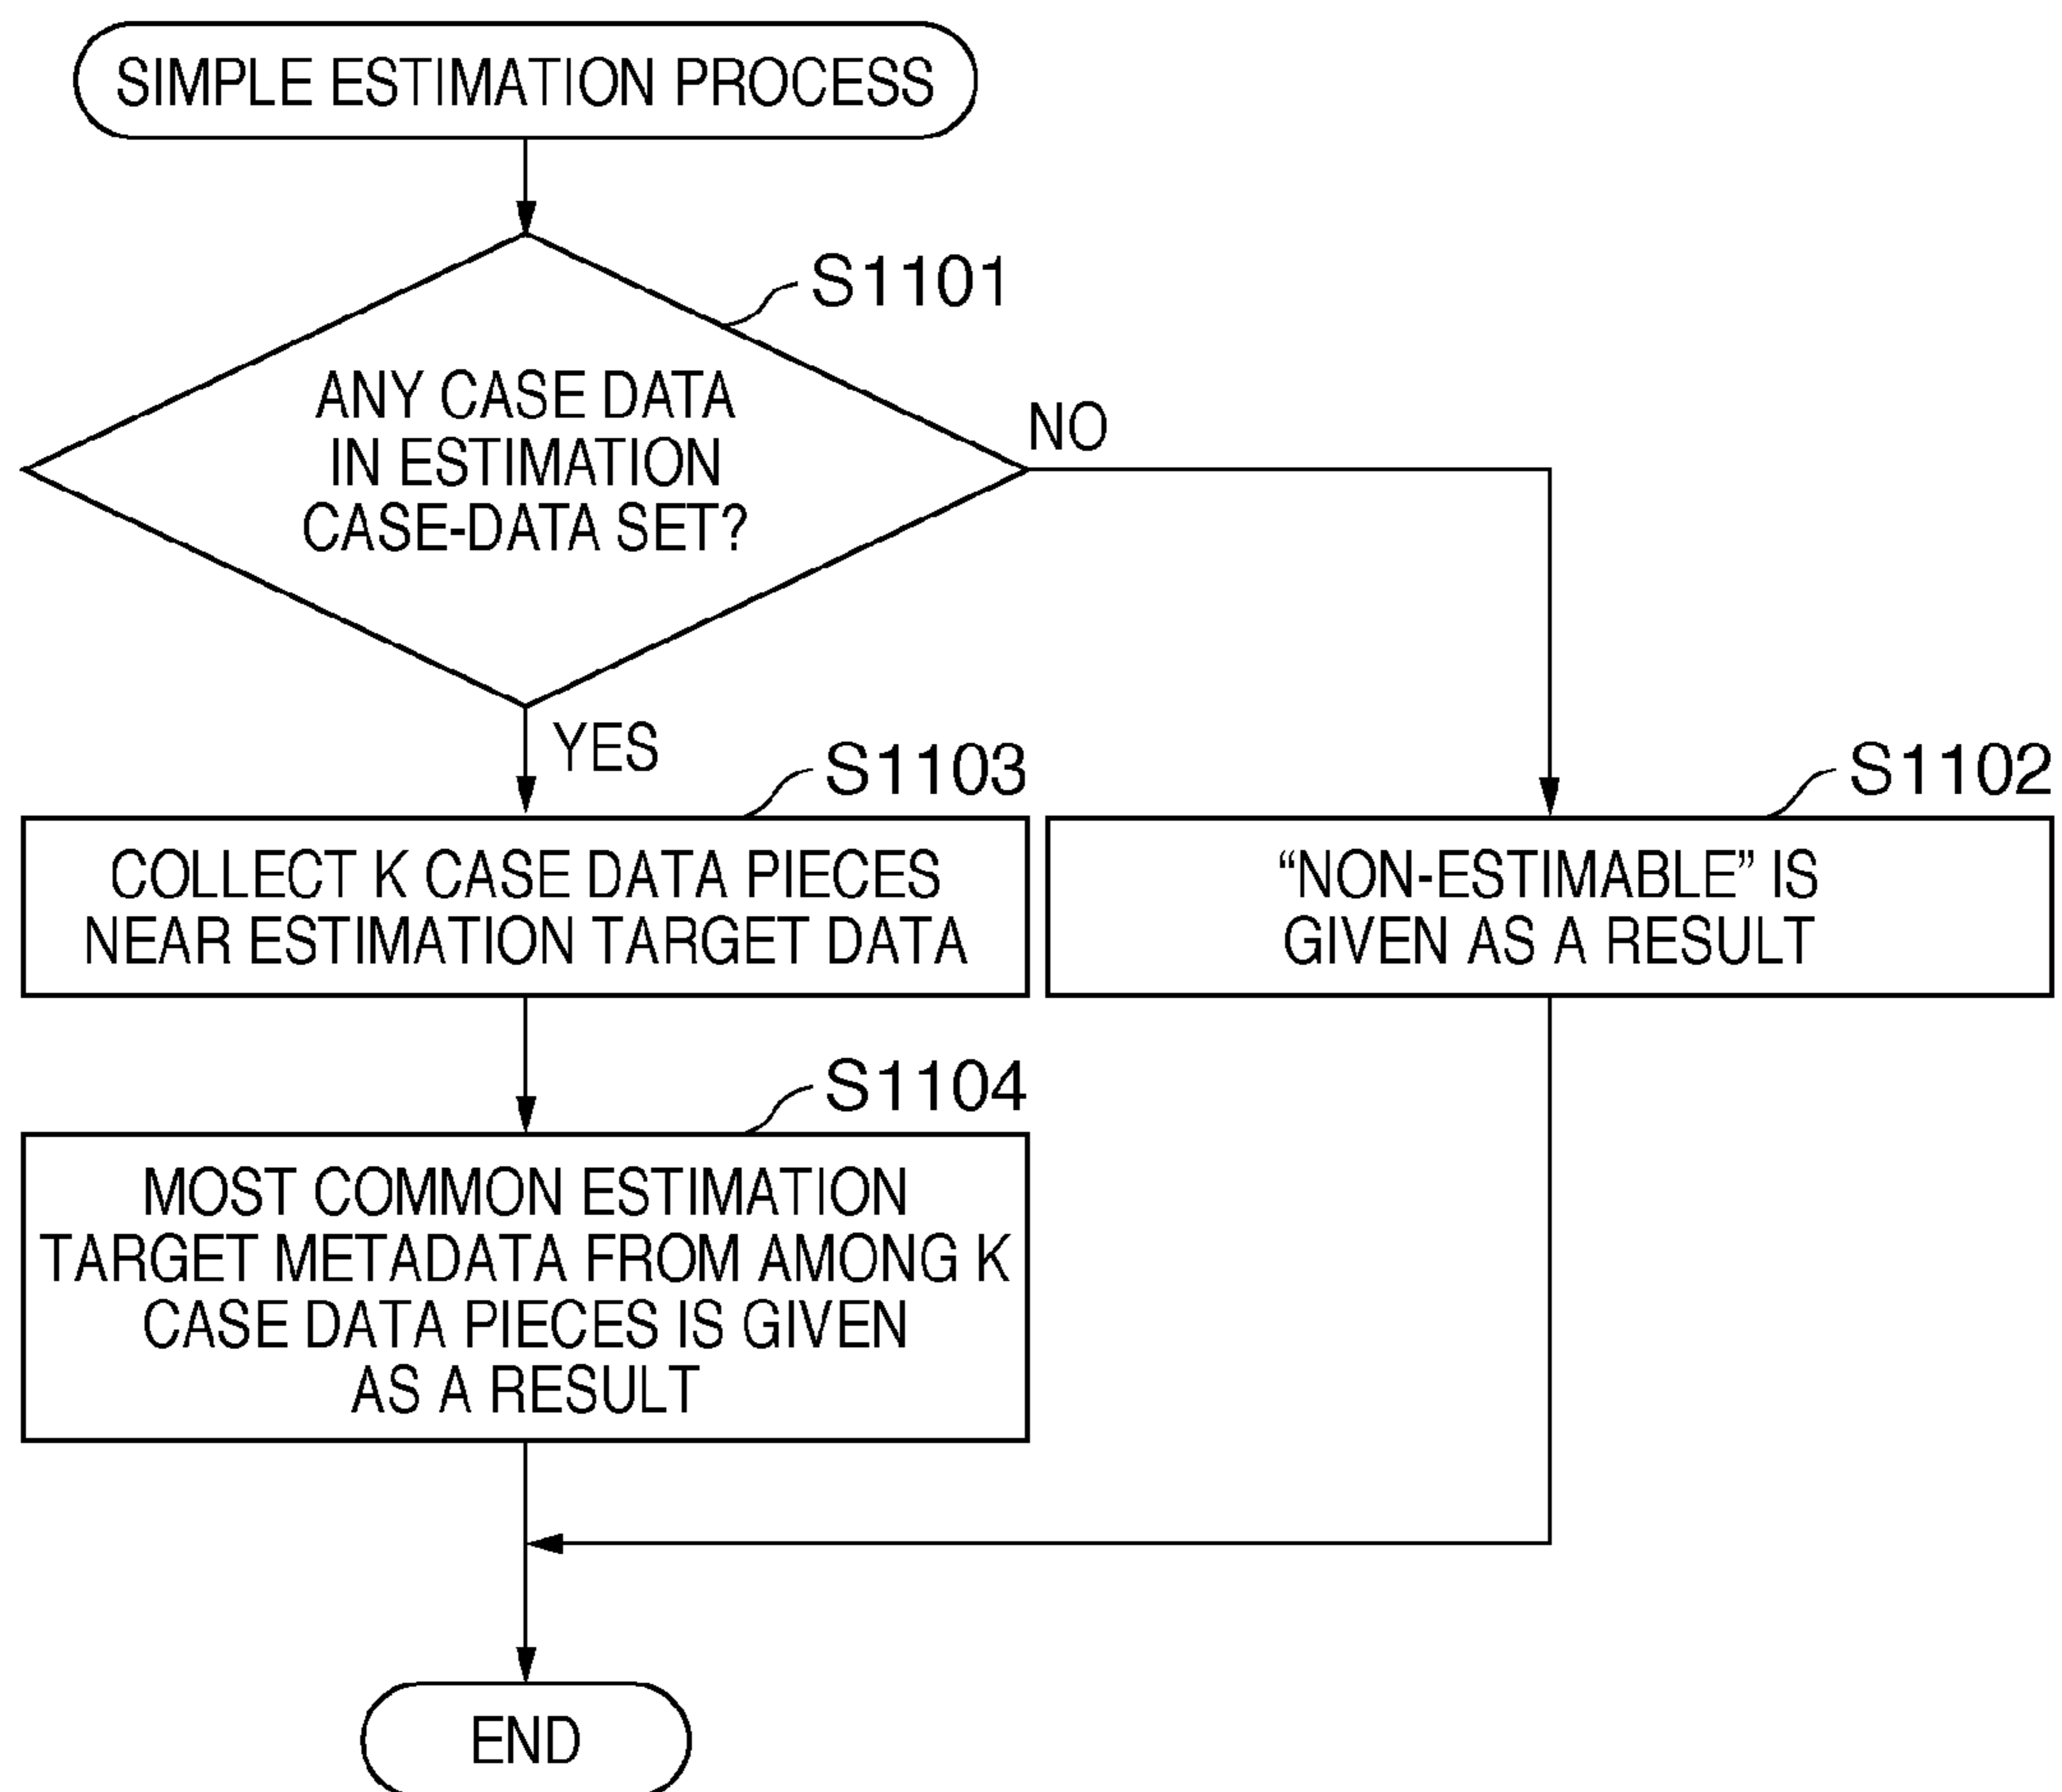 SIMPLE ESTIMATION PROCESS
S1101
ANY CASE DATA
IN ESTIMATION
CASE-DATA SET?
NO
YES
S1103
COLLECT K CASE DATA PIECES
NEAR ESTIMATION TARGET DATA
S1102
“NON-ESTIMABLE” IS
GIVEN AS A RESULT
S1104
MOST COMMON ESTIMATION
TARGET METADATA FROM AMONG K
CASE DATA PIECES IS GIVEN
AS A RESULT
END